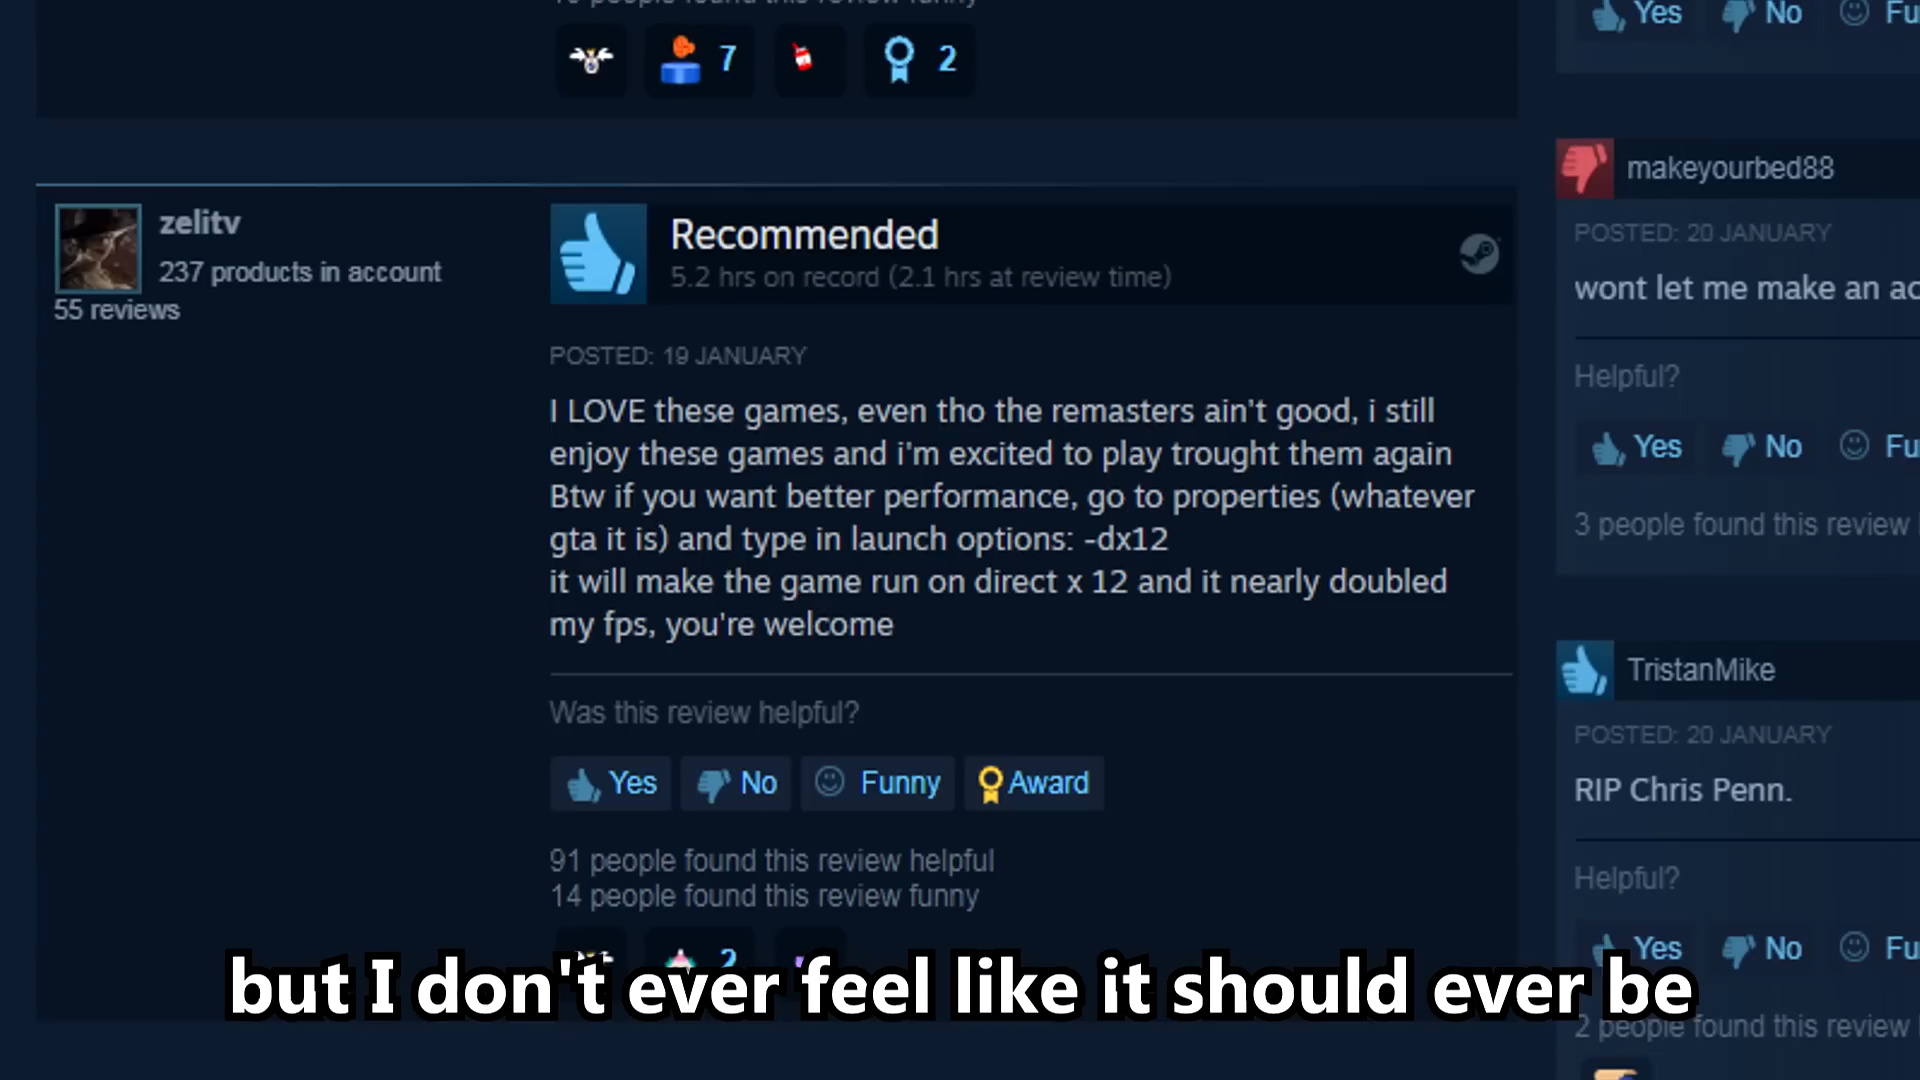 people found this review funny
7
2
zelitv
237 products in account
55 reviews
Recommended
5.2 hrs on record (2.1 hrs at review time)
POSTED: 19 JANUARY
I LOVE these games, even tho the remasters ain't good, i still
enjoy these games and i'm excited to play trought them again
Btw if you want better performance, go to properties (whatever
gta it is) and type in launch options: -dx12
it will make the game run on direct x 12 and it nearly doubled
my fps, you're welcome
Was this review helpful?
Yes
No
Funny
Award
91 people found this review helpful
14 people found this review funny
2
Yes
No
Fu
makeyourbed88
POSTED: 20 JANUARY
wont let me make an ac
Helpful?
Yes
No
Fu
3 people found this review
TristanMike
POSTED: 20 JANUARY
RIP Chris Penn.
Helpful?
Yes
No
Fu
2 people found this review
but I don't ever feel like it should ever be